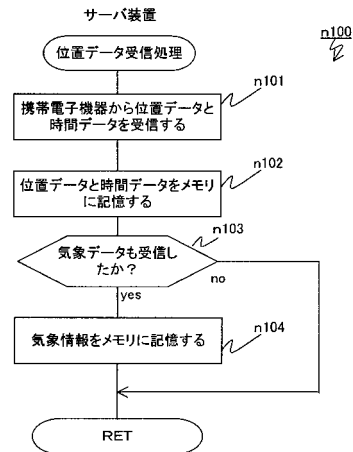 サーバ装置
n100
位置データ受信処理
n101
携帯電子機器から位置データと
時間データを受信する
n102
位置データと時間データをメモリ
に記憶する
n103
気象データも受信し
たか？
no
yes
n104
気象情報をメモリに記憶する
RET